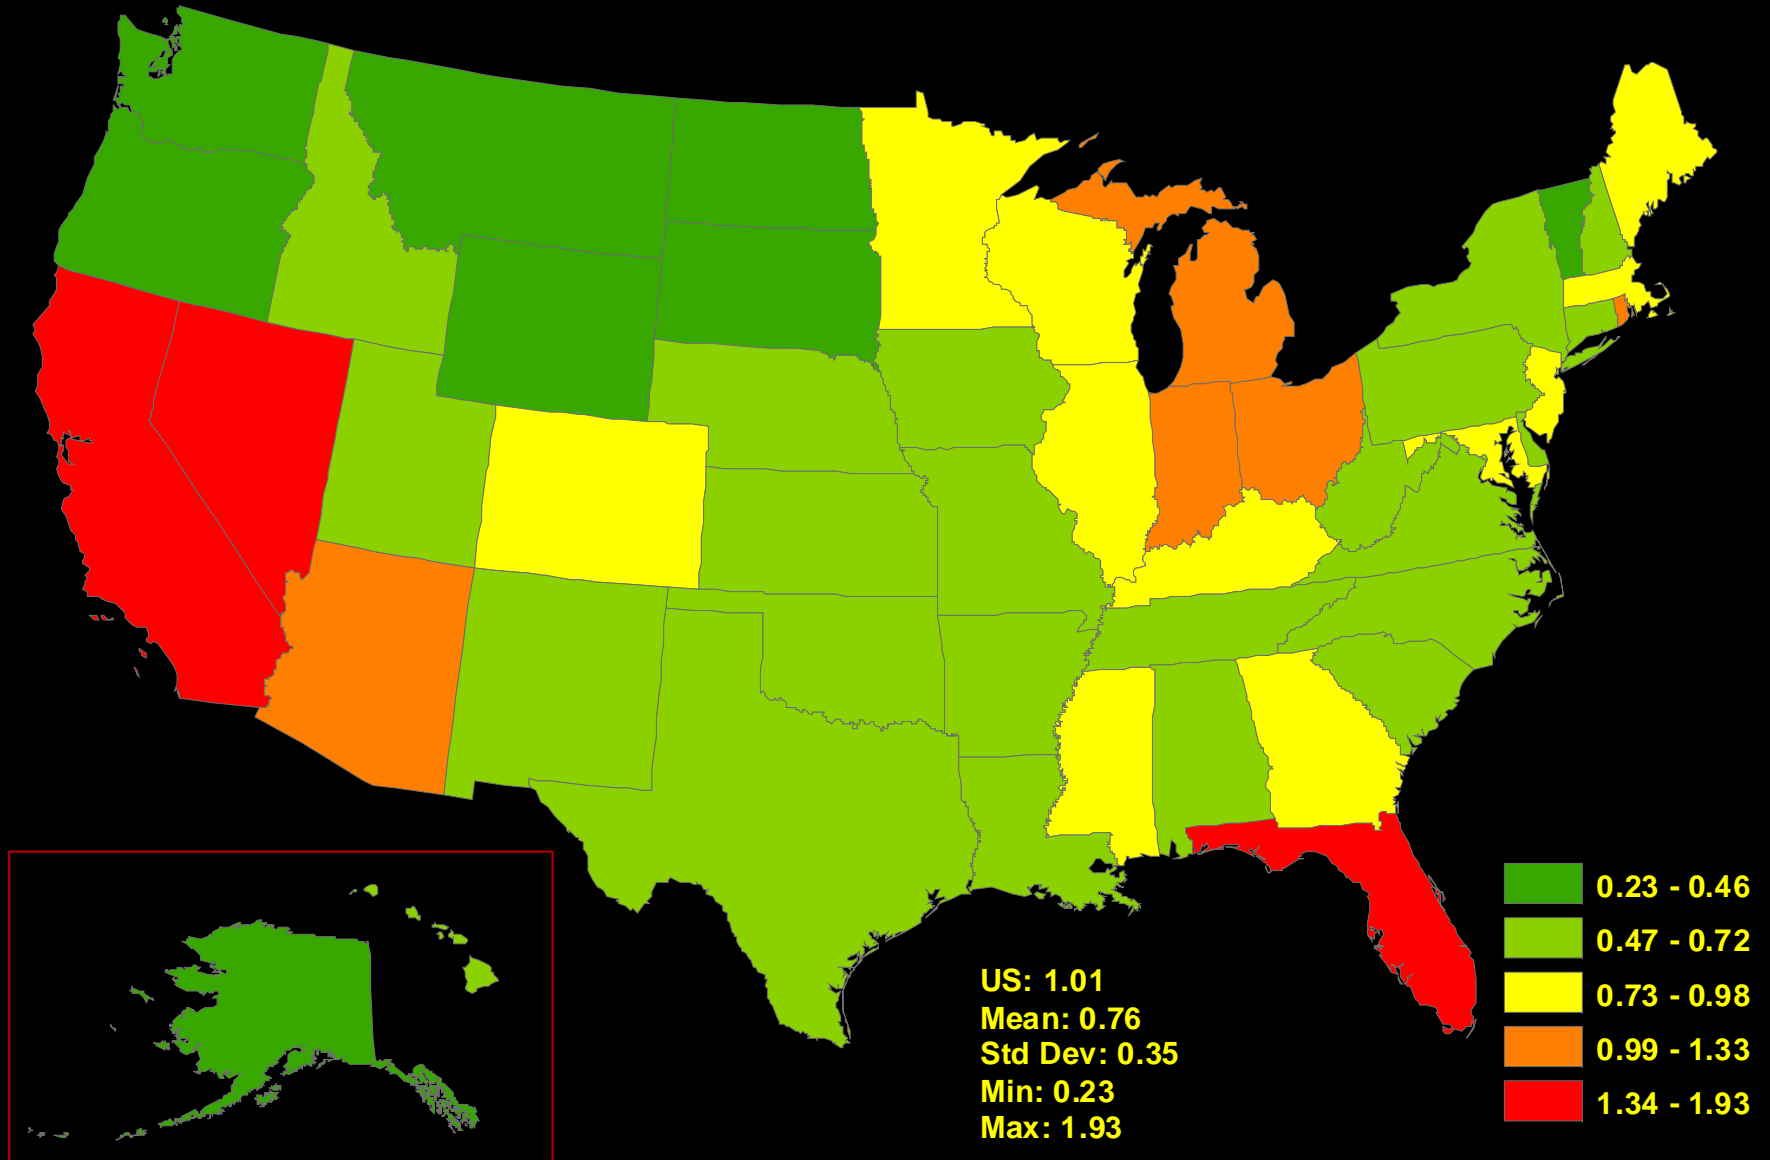 US: 1.01
Mean: 0.76
Std Dev: 0.35
Min: 0.23
Max: 1.93
0.23 - 0.46
0.47 - 0.72
0.73 - 0.98
0.99 - 1.33
1.34 - 1.93